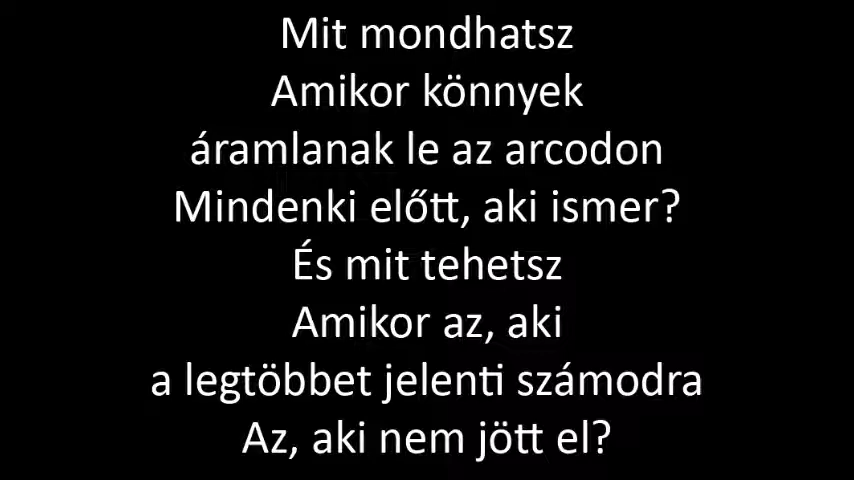 Mit mondhatsz
Amikor könnyek
áramlanak le az arcodon
Mindenki előtt, aki ismer?
És mit tehetsz
Amikor az, aki
a legtöbbet jelenti számodra
Az, aki nem jött el?